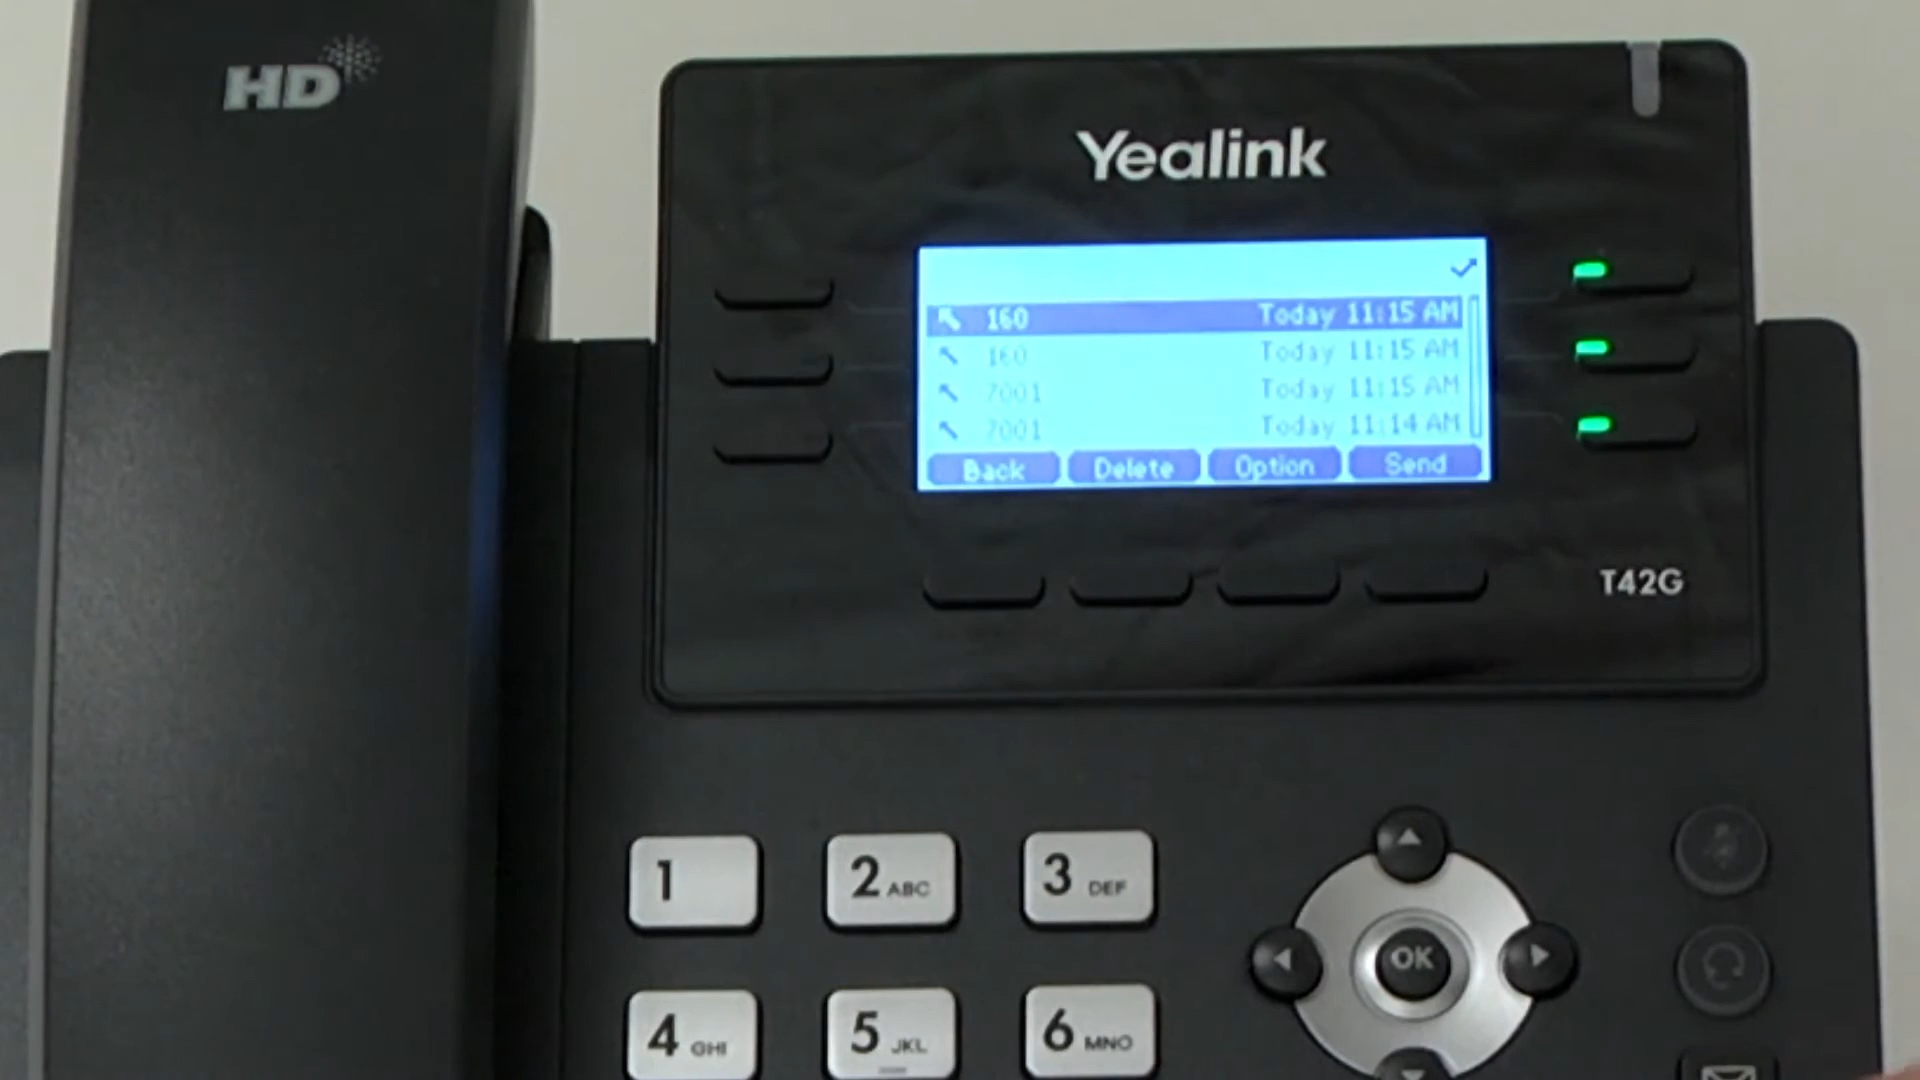 HD
Yealink
160 Today 11:15 AM
160 Today 11:15 AM
7001 Today 11:15 AM
7001 Today 11:14 AM
Back Delete Option Send
T42G
1 2 ABC 3 DEF
OK
4 GHI 5 JKL 6 MNO